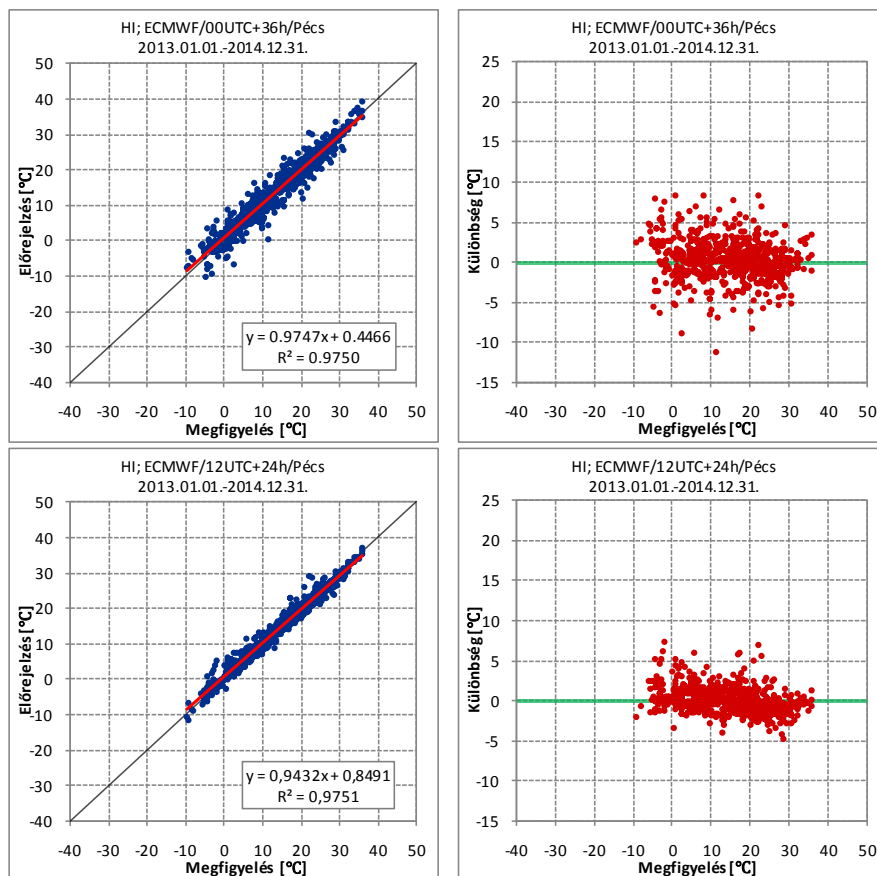 HI; ECMWF/00UTC+36h/Pécs
2013.01.01.-2014.12.31.
Előrejelzés [°C]
50
40
30
20
10
0
-10
-20
-30
-40
y = 0.9747x + 0.4466
R² = 0.9750
-40 -30 -20 -10 0 10 20 30 40 50
Megfigyelés [°C]
HI; ECMWF/00UTC+36h/Pécs
2013.01.01.-2014.12.31.
Különbség [°C]
25
20
15
10
5
0
-5
-10
-15
-40 -30 -20 -10 0 10 20 30 40 50
Megfigyelés [°C]
HI; ECMWF/12UTC+24h/Pécs
2013.01.01.-2014.12.31.
Előrejelzés [°C]
50
40
30
20
10
0
-10
-20
-30
-40
y = 0,9432x + 0,8491
R² = 0,9751
-40 -30 -20 -10 0 10 20 30 40 50
Megfigyelés [°C]
HI; ECMWF/12UTC+24h/Pécs
2013.01.01.-2014.12.31.
Különbség [°C]
25
20
15
10
5
0
-5
-10
-15
-40 -30 -20 -10 0 10 20 30 40 50
Megfigyelés [°C]